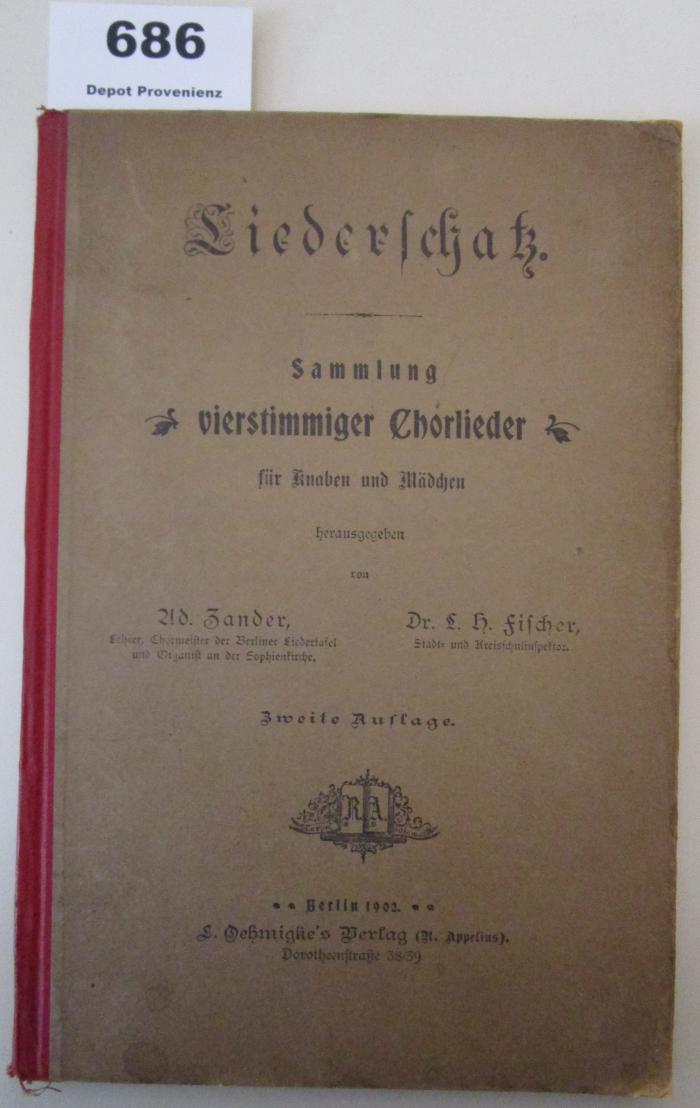 686
Depot Provenienz
Liederschatz.
Sammlung
vierstimmiger Chorlieder
für Knaben und Mädchen
herausgegeben
von
Ad. Zander,
Lehrer, Chormeister der Berliner Liedertafel
und Organist an der Sophienkirche,
Dr. L. H. Fischer,
Stadt- und Kreisschulinspektor.
Zweite Auflage.
R A
Berlin 1902.
L. Oehmigke's Verlag (R. Appelius).
Dorotheenstraße 38/39